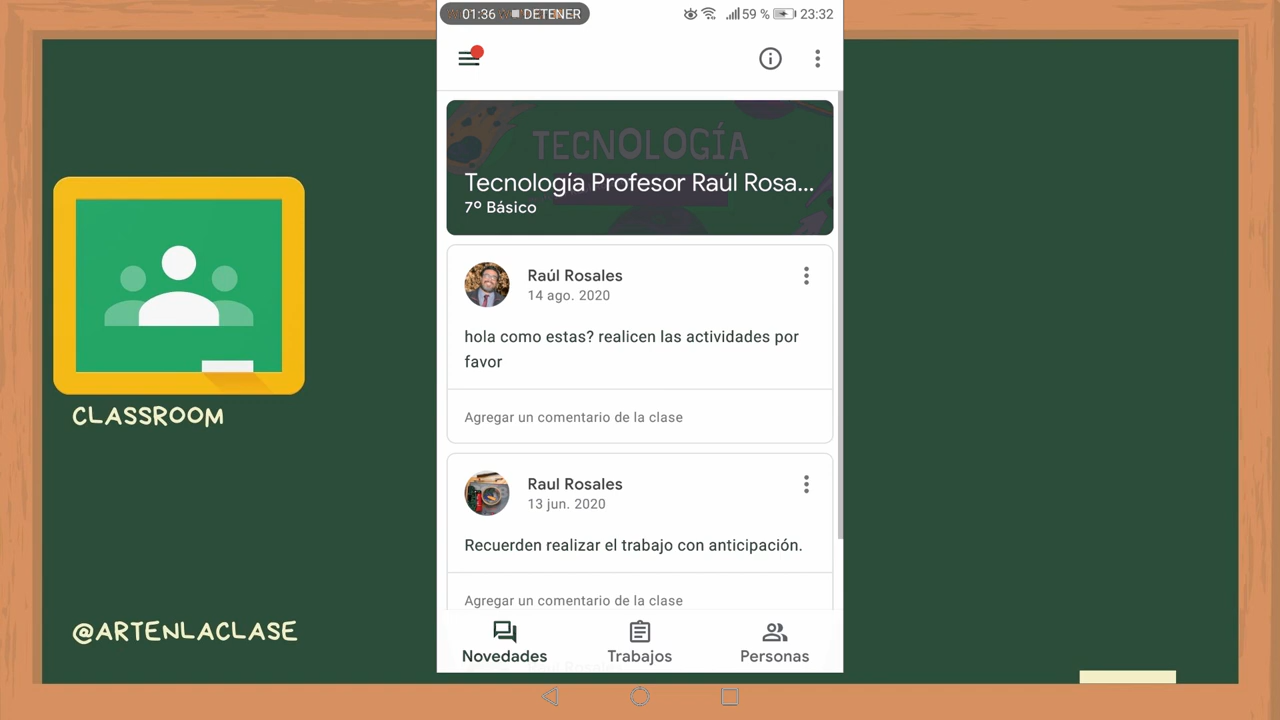 01:36 DETENER
59 % 23:32
TECNOLOGÍA
Tecnología Profesor Raúl Rosa...
7º Básico
Raúl Rosales
14 ago. 2020
hola como estas? realicen las actividades por
favor
Agregar un comentario de la clase
Raul Rosales
13 jun. 2020
Recuerden realizar el trabajo con anticipación.
Agregar un comentario de la clase
Novedades
Trabajos
Personas
CLASSROOM
@ARTENLACLASE